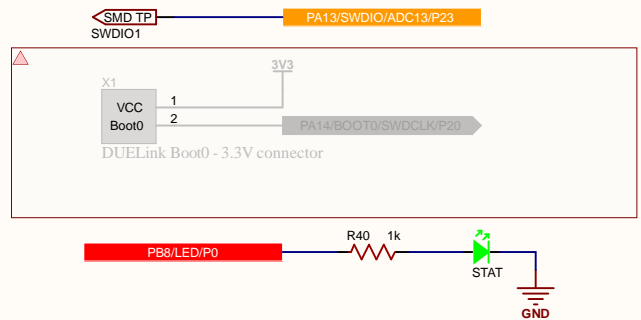 SMD TP
SWDIO1
PA13/SWDIO/ADC13/P23
3V3
X1
VCC 1
Boot0 2
PA14/BOOT0/SWDCLK/P20
DUELink Boot0 - 3.3V connector
PB8/LED/P0
R40 1k
STAT
GND